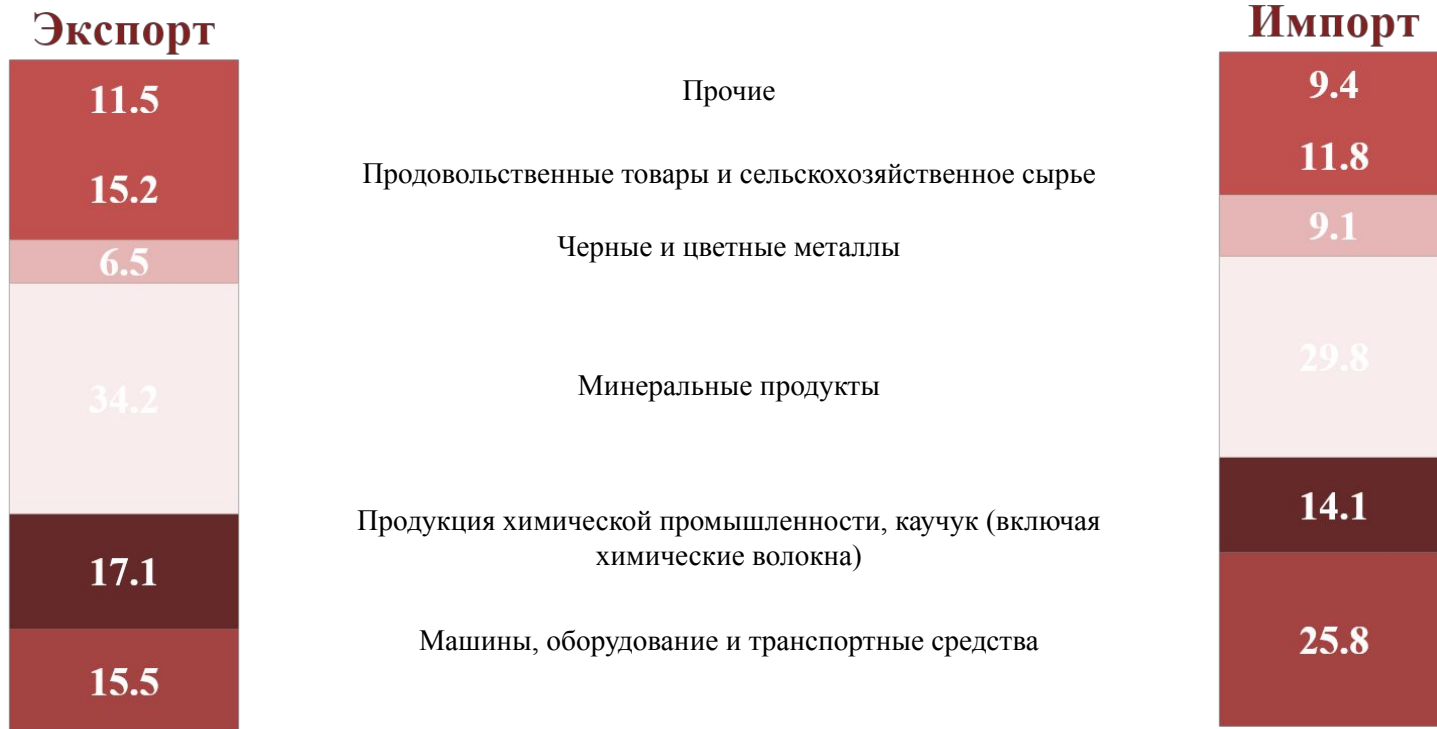 Экспорт
11.5
15.2
6.5
34.2
17.1
15.5
Прочие
Продовольственные товары и сельскохозяйственное сырье
Черные и цветные металлы
Минеральные продукты
Продукция химической промышленности, каучук (включая
химические волокна)
Машины, оборудование и транспортные средства
Импорт
9.4
11.8
9.1
29.8
14.1
25.8